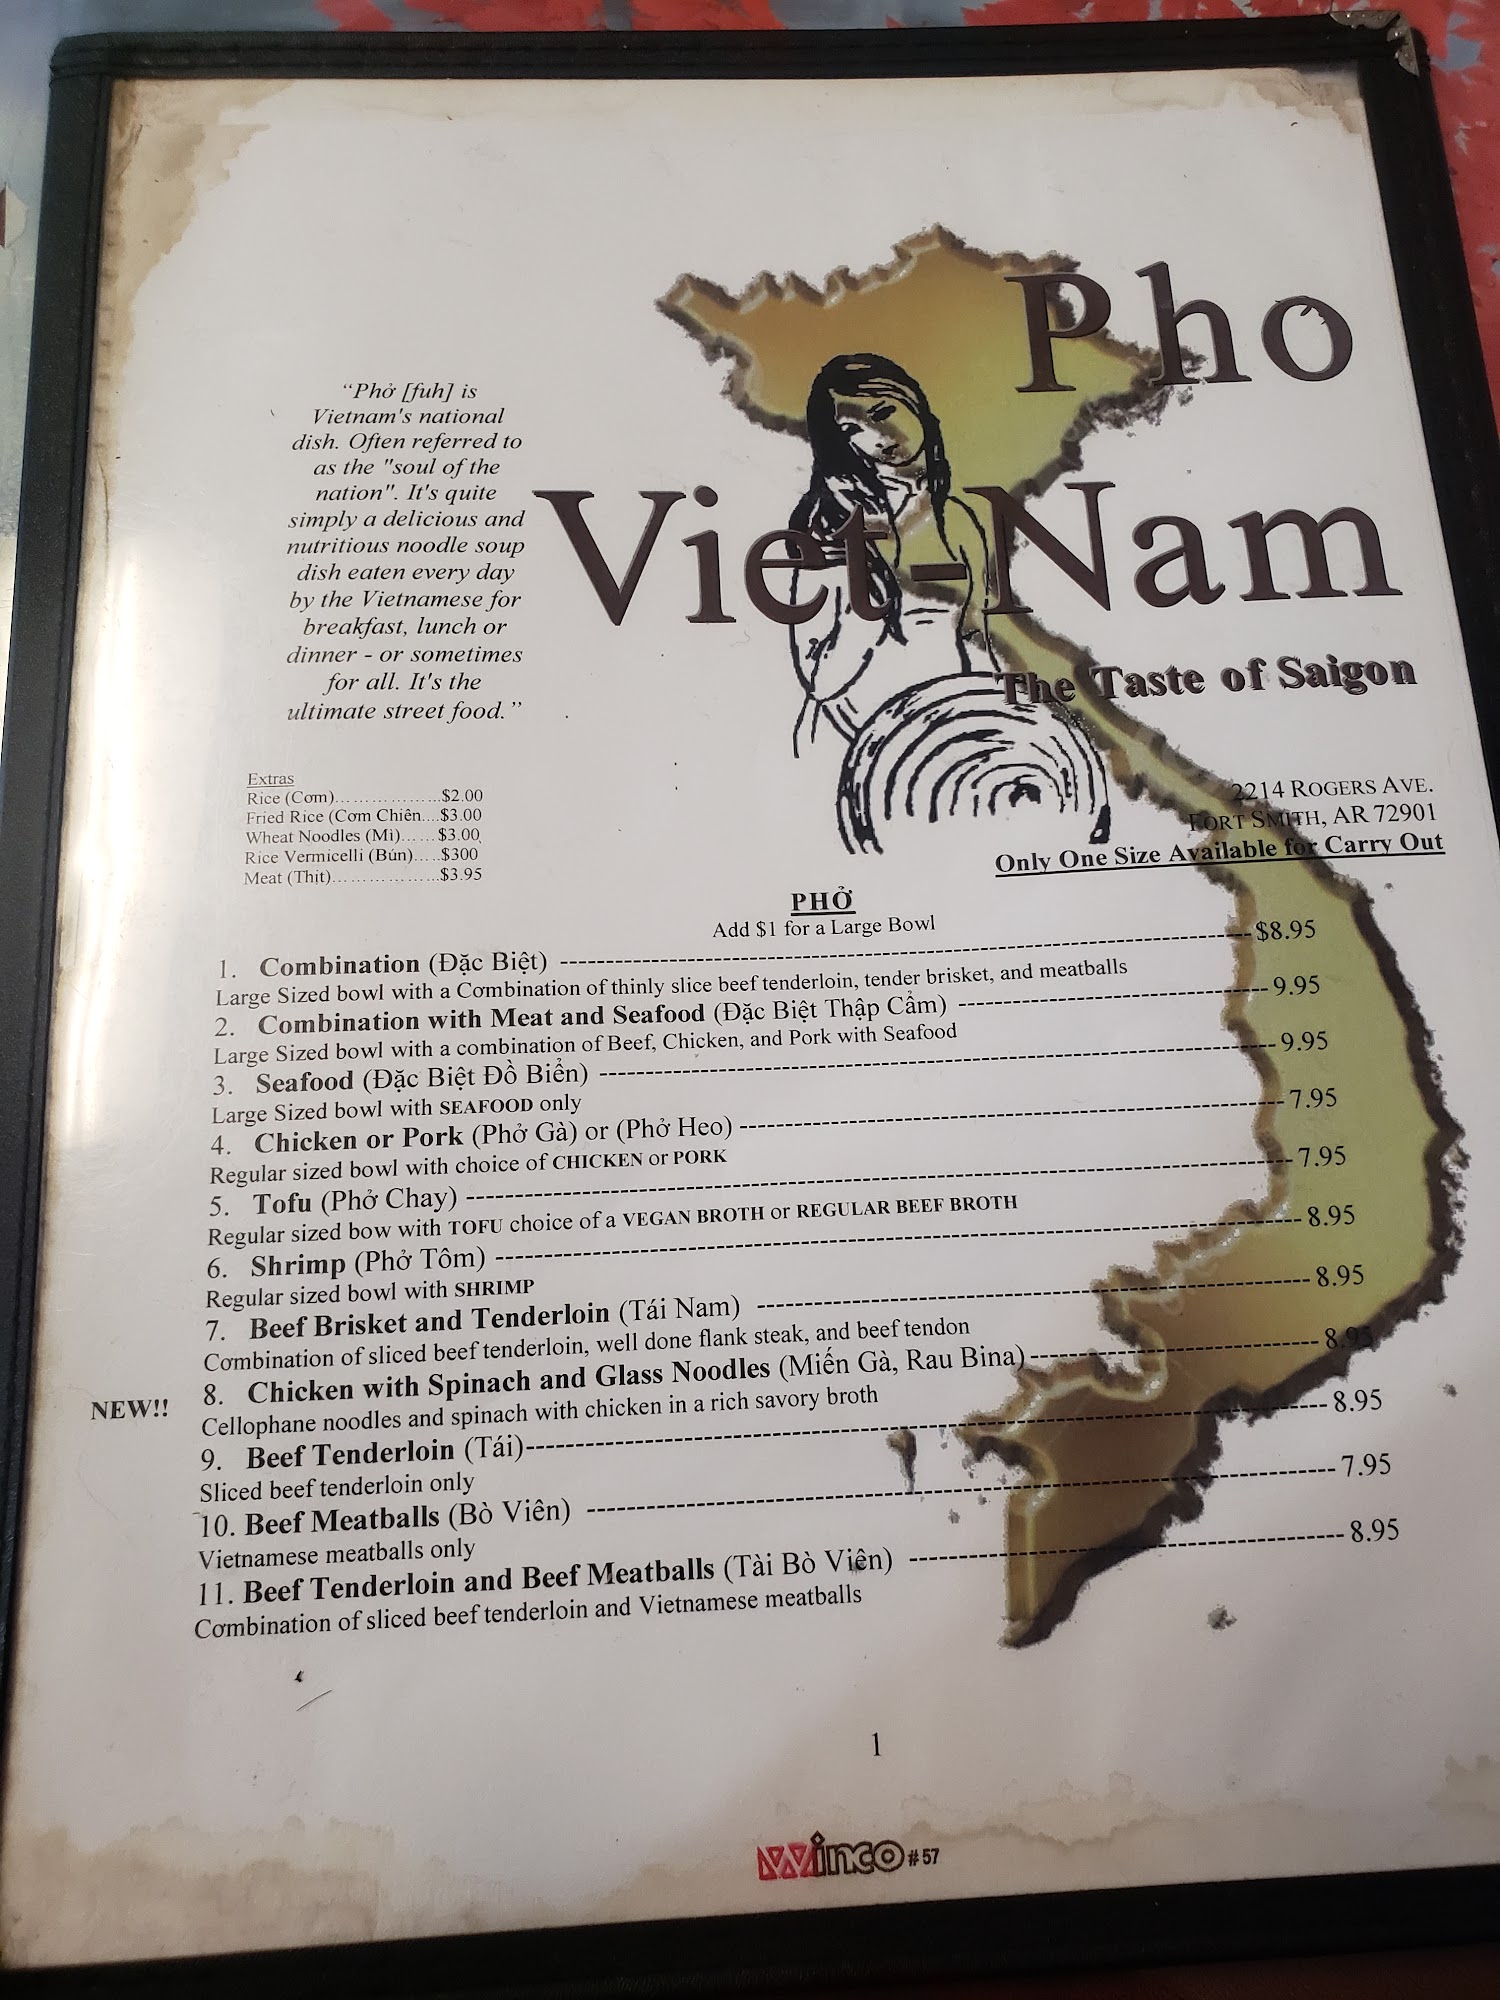 Pho
Viet-Nam
The Taste of Saigon
"Phở [fuh] is
Vietnam's national
dish. Often referred to
as the "soul of the
nation". It's quite
simply a delicious and
nutritious noodle soup
dish eaten every day
by the Vietnamese for
breakfast, lunch or
dinner - or sometimes
for all. It's the
ultimate street food."
Extras
Rice (Cơm)……………...$2.00
Fried Rice (Cơm Chiên....$3.00
Wheat Noodles (Mì)……$3.00
Rice Vermicelli (Bún)…..$300
Meat (Thịt)………………$3.95
2214 ROGERS AVE.
FORT SMITH, AR 72901
Only One Size Available for Carry Out
PHỞ
Add $1 for a Large Bowl
1. Combination (Đặc Biệt) ---------- $8.95
Large Sized bowl with a Cơmbination of thinly slice beef tenderloin, tender brisket, and meatballs
2. Combination with Meat and Seafood (Đặc Biệt Thập Cẩm) ---------- 9.95
Large Sized bowl with a combination of Beef, Chicken, and Pork with Seafood
3. Seafood (Đặc Biệt Đồ Biển) ---------- 9.95
Large Sized bowl with SEAFOOD only
4. Chicken or Pork (Phở Gà) or (Phở Heo) ---------- 7.95
Regular sized bowl with choice of CHICKEN or PORK
5. Tofu (Phở Chay) ---------- 7.95
Regular sized bow with TOFU choice of a VEGAN BROTH or REGULAR BEEF BROTH
6. Shrimp (Phở Tôm) ---------- 8.95
Regular sized bowl with SHRIMP
7. Beef Brisket and Tenderloin (Tái Nam) ---------- 8.95
Cơmbination of sliced beef tenderloin, well done flank steak, and beef tendon
NEW!! 8. Chicken with Spinach and Glass Noodles (Miến Gà, Rau Bina) ---------- 8.95
Cellophane noodles and spinach with chicken in a rich savory broth
9. Beef Tenderloin (Tái) ---------- 8.95
Sliced beef tenderloin only
10. Beef Meatballs (Bò Viên) ---------- 7.95
Vietnamese meatballs only
11. Beef Tenderloin and Beef Meatballs (Tài Bò Viên) ---------- 8.95
Cơmbination of sliced beef tenderloin and Vietnamese meatballs
1
Winco #57